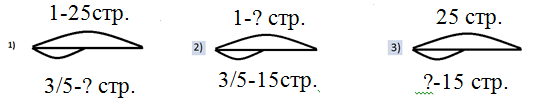 1-25стр. 1-? стр. 25 стр.
1) 2) 3)
3/5-? стр. 3/5-15стр. ?-15 стр.